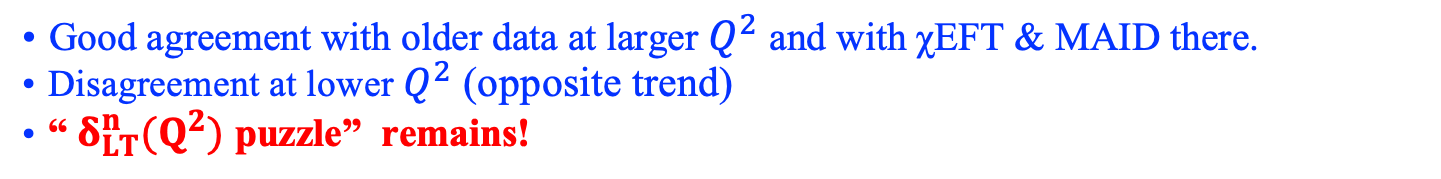 • Good agreement with older data at larger Q² and with χEFT & MAID there.
• Disagreement at lower Q² (opposite trend)
• “ δⁿ_LT(Q²) puzzle” remains!